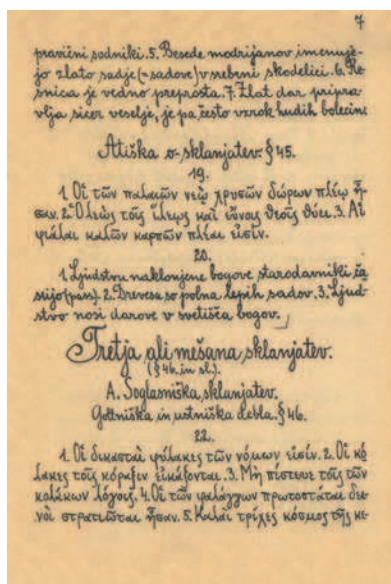 7
pravični sodniki. 5. Besede modrijanov imenuje-
jo zlato sadje (= sadove) v srebrni skodelici. 6. Re-
snica je vedno preprosta. 7. Zlat dar pripra-
vlja sicer veselje, je pa često vzrok hudih bolečin.
Atiška o-sklanjatev. § 45.
19.
1. Οἱ τῶν παλαιῶν νεῲ χρυσῶν δώρων πλέῳ ἦ-
σαν. 2. Ὁ λεὼς τοῖς ἵλεῳς καὶ εὔνοις θεοῖς θύει. 3. Αἱ
φιάλαι καλῶν καρπῶν πλέαι εἰσίν.
20.
1. Ljudstvu naklonjene bogove starodavniki ča
(pass). 2. Drevesa so polna lepih sadov. 3. Ljud-
stvo nosi darove v svetišča bogov.
Tretja ali mešana sklanjatev.
(§ 46. in sl.).
A. Soglasniška sklanjatev.
Goltniška in ustniška debla. § 46.
22.
1. Οἱ δικασταὶ φύλακες τῶν νόμων εἰσίν. 2. Οἱ κό-
λακες τοῖς κόραξιν εἰκάζονται. 3. Μὴ πίστευε τοῖς τῶν
κολάκων λόγοις. 4. Οἱ τῶν φαλάγγων πρωτοστάται δει-
νοὶ στρατιῶται ἦσαν. 5. Καλαὶ τρίχες κόσμος τῆς κε-